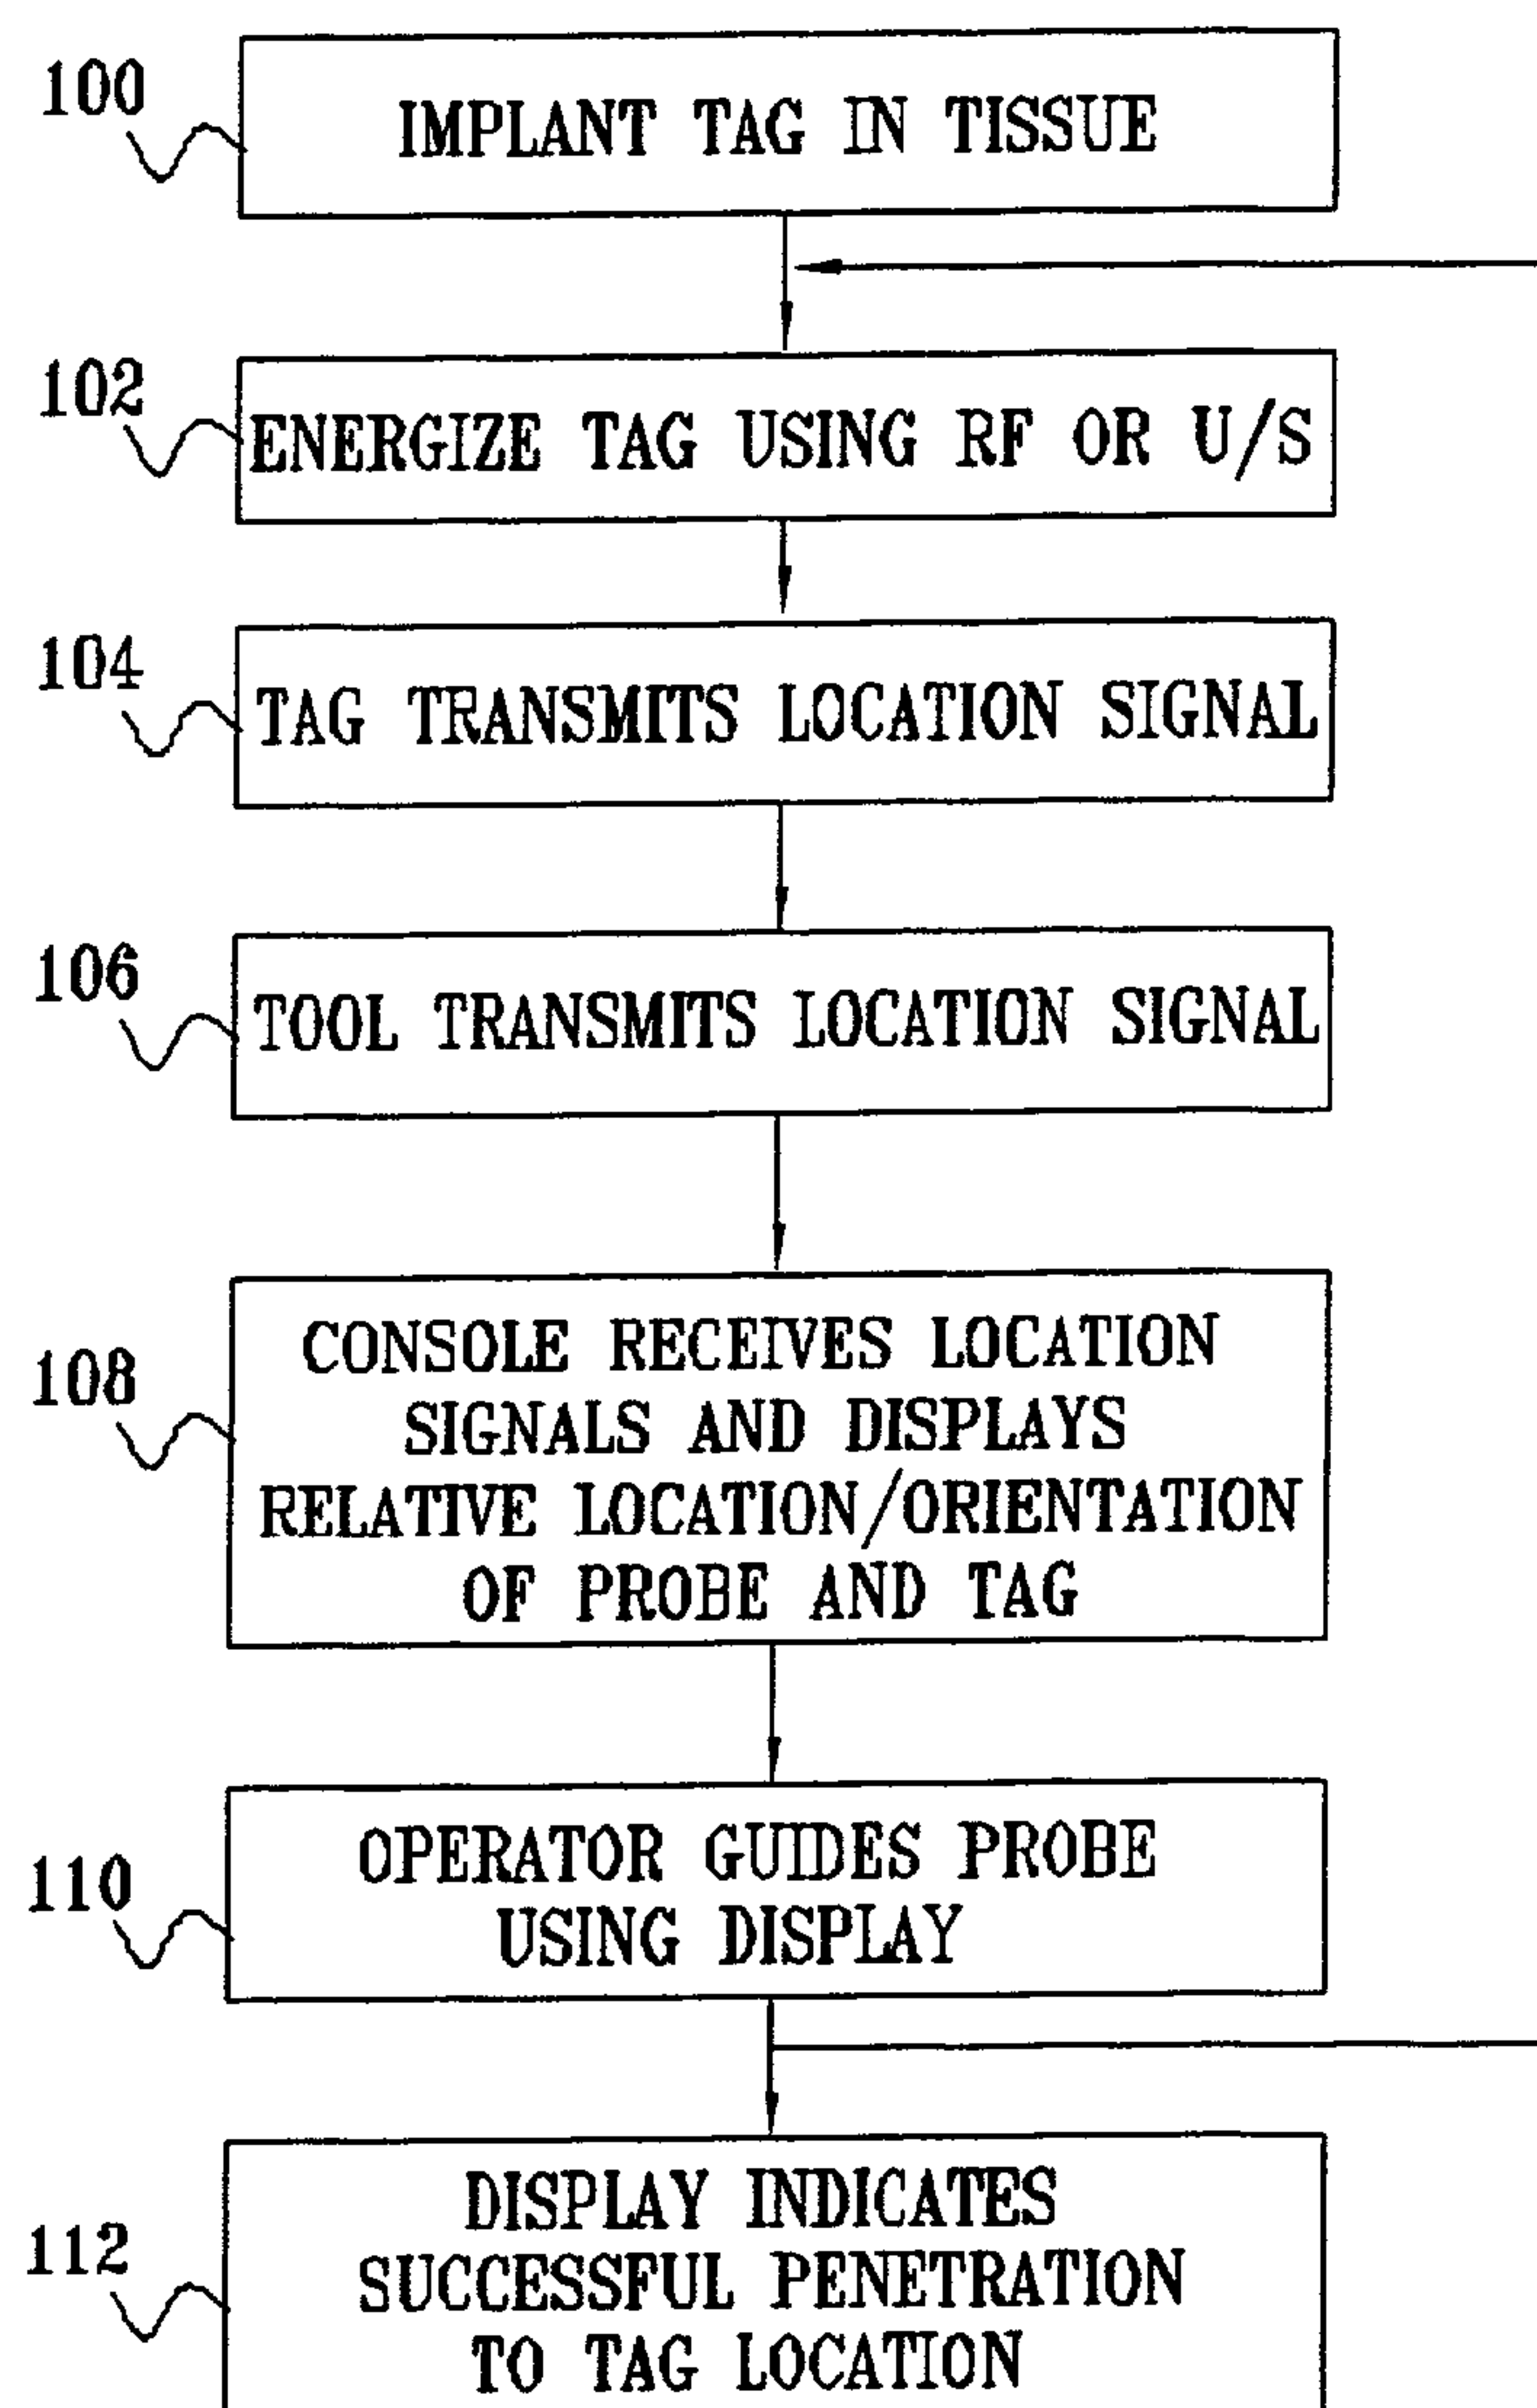 100
IMPLANT TAG IN TISSUE
102
ENERGIZE TAG USING RF OR U/S
104
TAG TRANSMITS LOCATION SIGNAL
106
TOOL TRANSMITS LOCATION SIGNAL
108
CONSOLE RECEIVES LOCATION
SIGNALS AND DISPLAYS
RELATIVE LOCATION/ORIENTATION
OF PROBE AND TAG
110
OPERATOR GUIDES PROBE
USING DISPLAY
112
DISPLAY INDICATES
SUCCESSFUL PENETRATION
TO TAG LOCATION